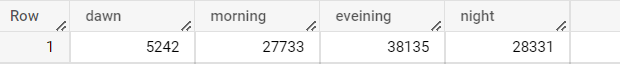 Row dawn morning eveining night
1 5242 27733 38135 28331